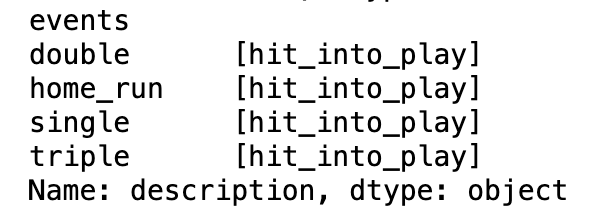 events
double      [hit_into_play]
home_run    [hit_into_play]
single      [hit_into_play]
triple      [hit_into_play]
Name: description, dtype: object